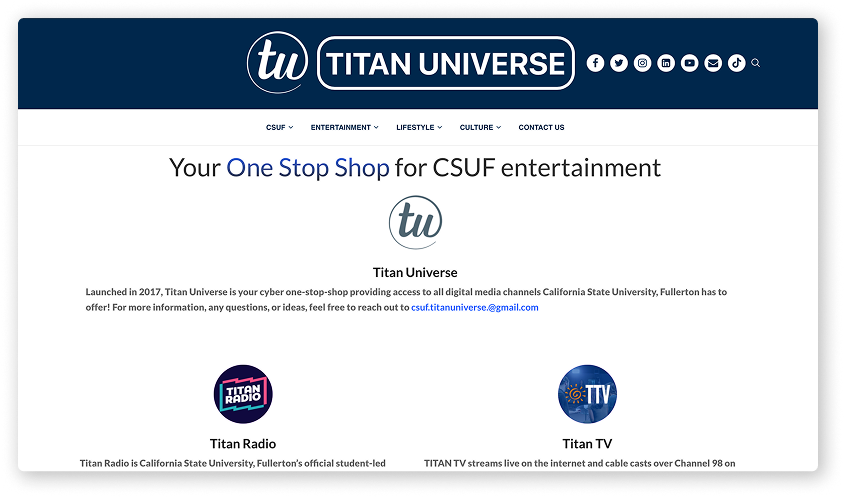 tu TITAN UNIVERSE
CSUF ENTERTAINMENT LIFESTYLE CULTURE CONTACT US
Your One Stop Shop for CSUF entertainment
tu
Titan Universe
Launched in 2017, Titan Universe is your cyber one-stop-shop providing access to all digital media channels California State University, Fullerton has to
offer! For more information, any questions, or ideas, feel free to reach out to csuf.titanuniverse.@gmail.com
TITAN
RADIO
Titan Radio
Titan Radio is California State University, Fullerton's official student-led
TTV
Titan TV
TITAN TV streams live on the internet and cable casts over Channel 98 on